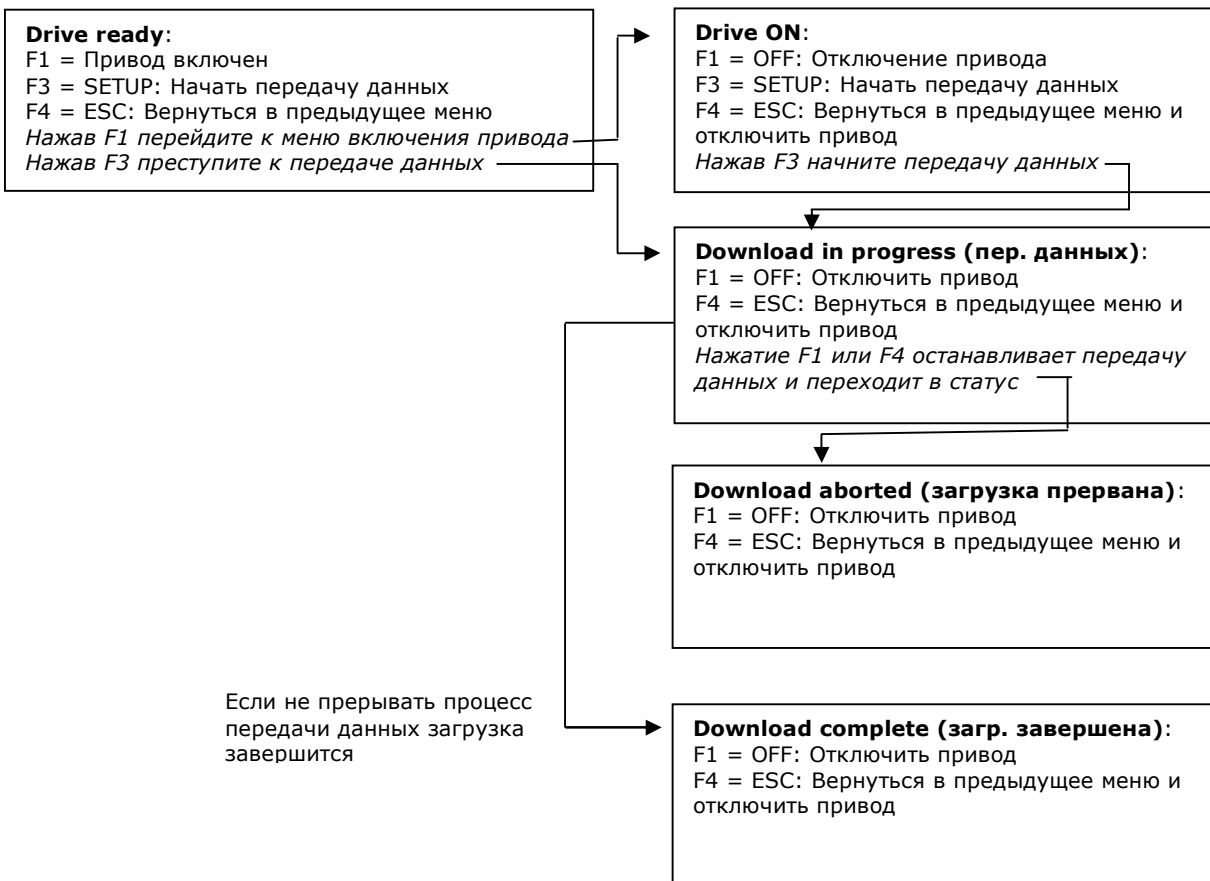 Drive ready:
F1 = Привод включен
F3 = SETUP: Начать передачу данных
F4 = ESC: Вернуться в предыдущее меню
Нажав F1 перейдите к меню включения привода
Нажав F3 преступите к передаче данных
Drive ON:
F1 = OFF: Отключение привода
F3 = SETUP: Начать передачу данных
F4 = ESC: Вернуться в предыдущее меню и
отключить привод
Нажав F3 начните передачу данных
Download in progress (пер. данных):
F1 = OFF: Отключить привод
F4 = ESC: Вернуться в предыдущее меню и
отключить привод
Нажатие F1 или F4 останавливает передачу
данных и переходит в статус
Download aborted (загрузка прервана):
F1 = OFF: Отключить привод
F4 = ESC: Вернуться в предыдущее меню и
отключить привод
Если не прерывать процесс
передачи данных загрузка
завершится
Download complete (загр. завершена):
F1 = OFF: Отключить привод
F4 = ESC: Вернуться в предыдущее меню и
отключить привод